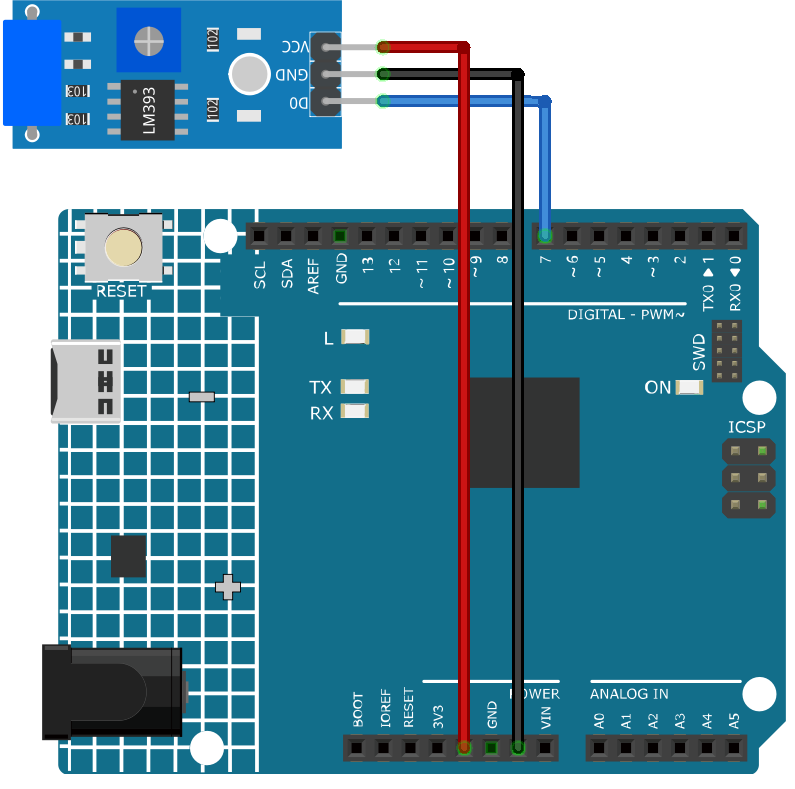 VCC
GND
D0
102
102
103
103
LM393
RESET
SCL
SDA
AREF
GND
13
12
~11
~10
~9
8
7
~6
~5
4
~3
2
TX0 ▶ 1
RX0 ◀ 0
DIGITAL - PWM~
L
TX
RX
ON
SWD
ICSP
BOOT
IOREF
RESET
3V3
GND
VIN
POWER
ANALOG IN
A0
A1
A2
A3
A4
A5